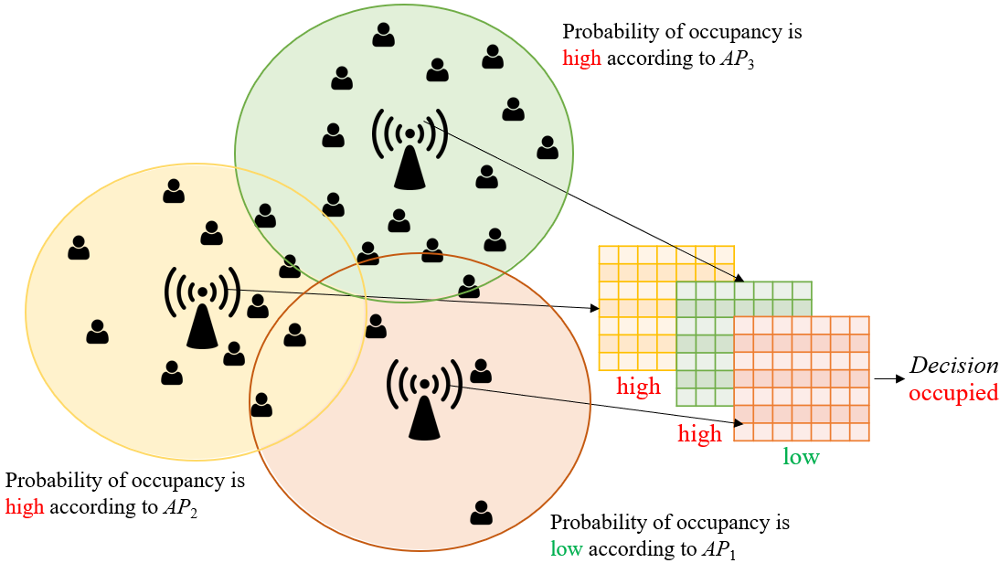 Probability of occupancy is
high according to AP3
high
high
low
Decision
occupied
Probability of occupancy is
high according to AP2
Probability of occupancy is
low according to AP1